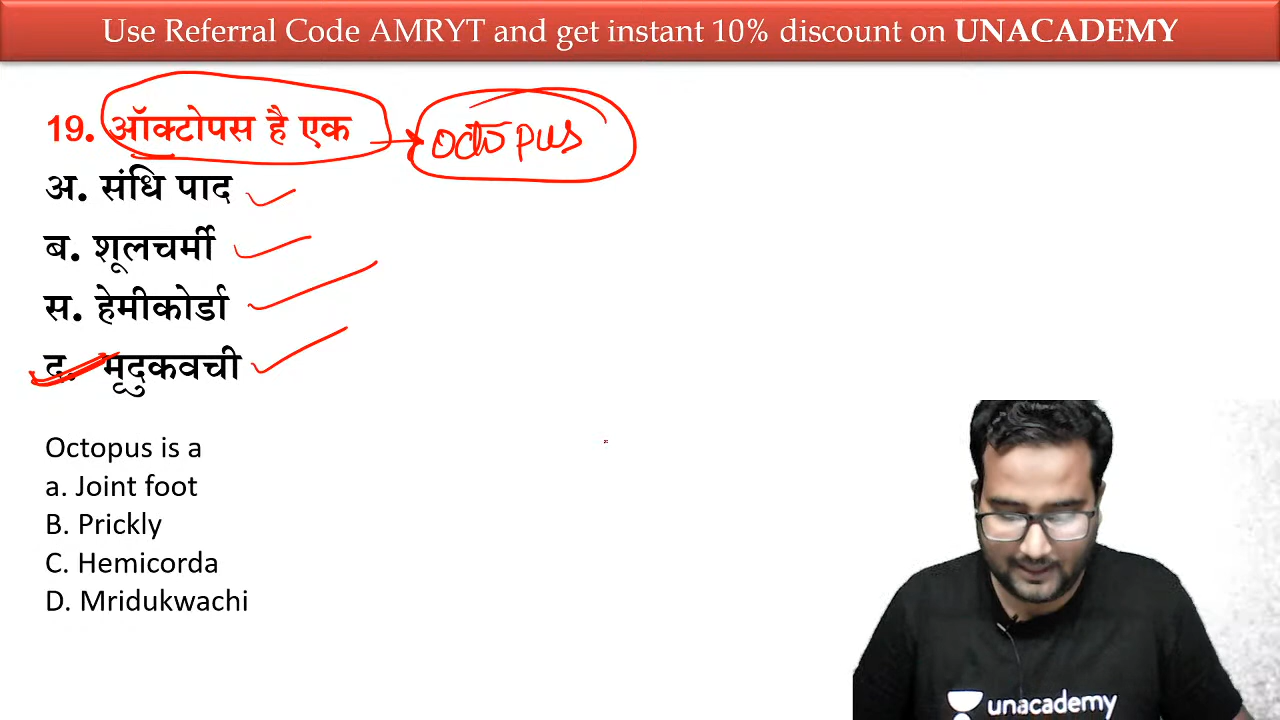 Use Referral Code AMRYT and get instant 10% discount on UNACADEMY
19. ऑक्टोपस है एक
octopus
अ. संधि पाद
ब. शूलचर्मी
स. हेमीकोर्डा
द. मृदुकवची
Octopus is a
a. Joint foot
B. Prickly
C. Hemicorda
D. Mridukwachi
unacademy